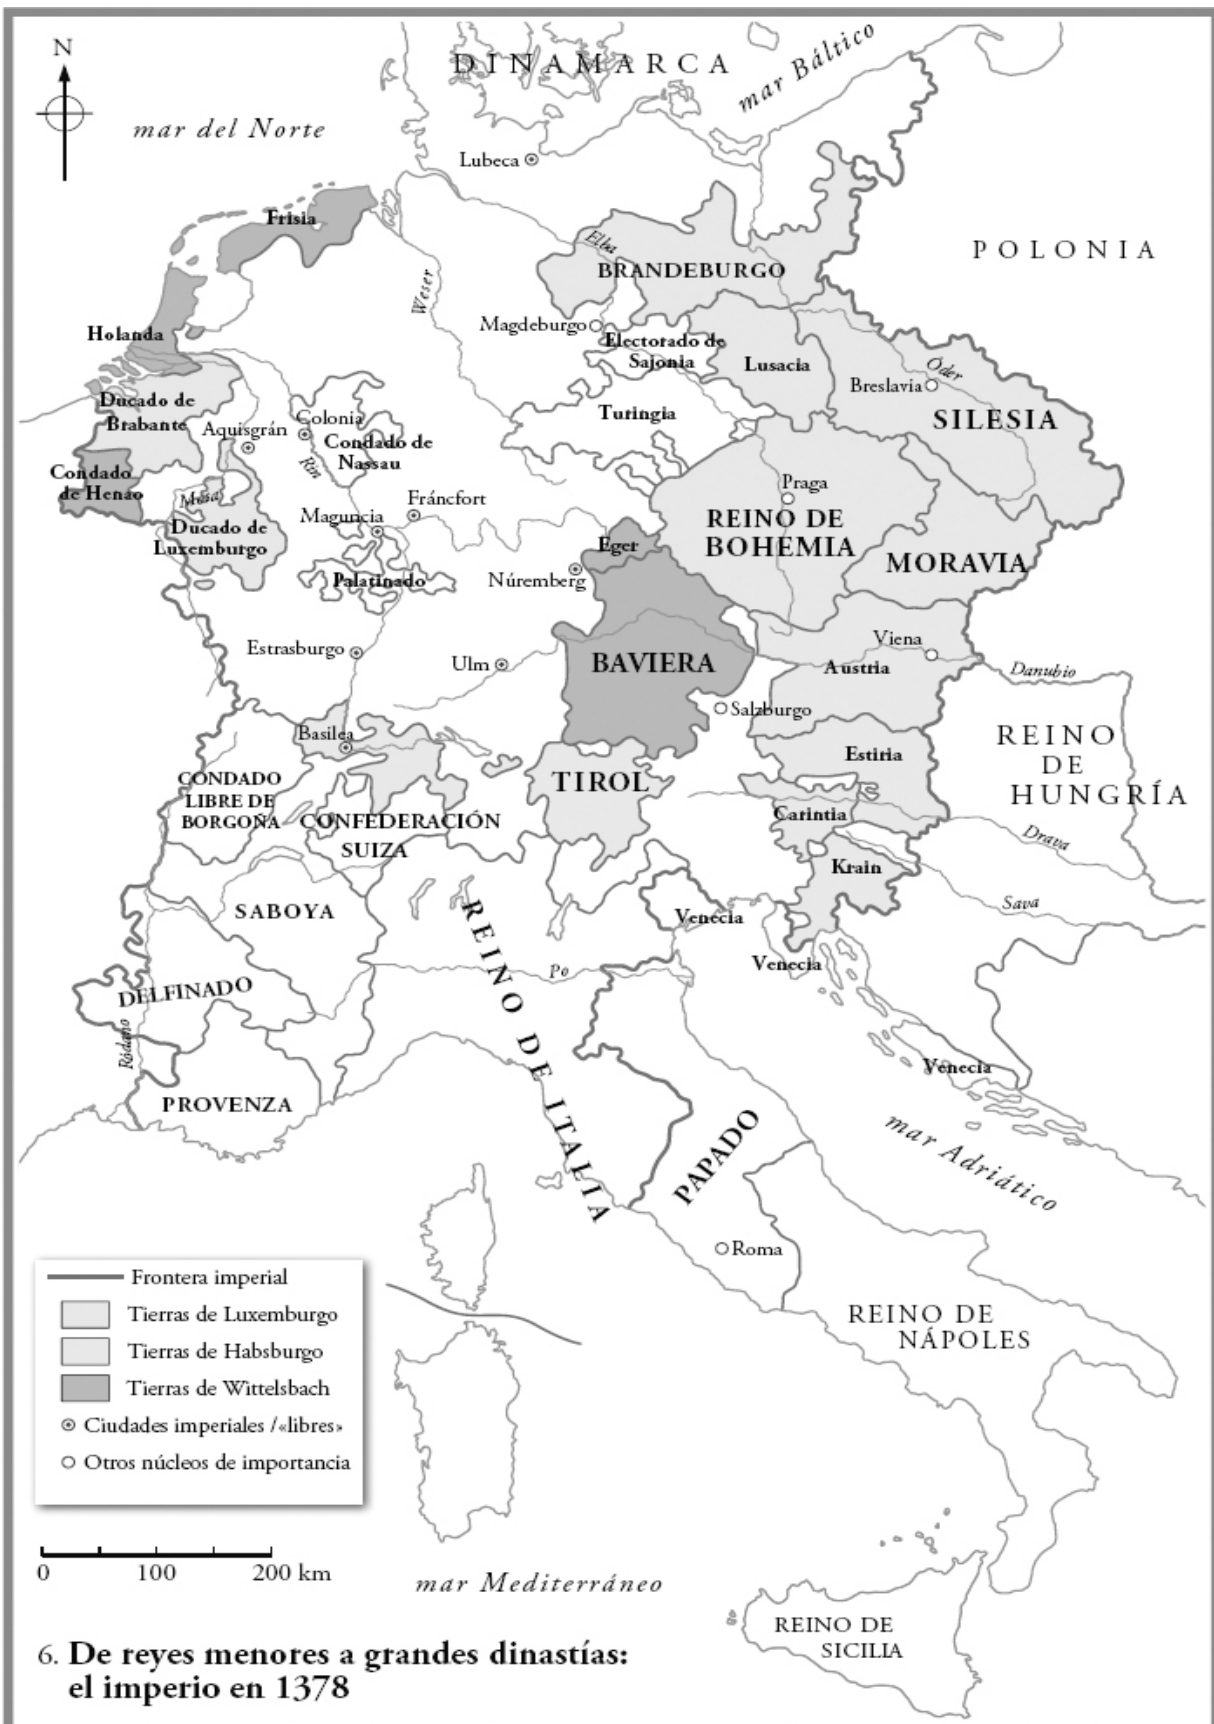 N
DINAMARCA
mar Báltico
mar del Norte
Lubeca
Frisia
Elba
POLONIA
BRANDEBURGO
Weser
Holanda
Magdeburgo
Electorado de
Sajonia
Lusacia
Óder
Breslavia
Ducado de
Brabante
Colonia
Turingia
SILESIA
Aquisgrán
Condado de
Nassau
Rin
Condado
de Henao
Mosa
Fráncfort
Praga
Maguncia
Ducado de
Luxemburgo
REINO DE
BOHEMIA
Eger
MORAVIA
Palatinado
Núremberg
Estrasburgo
Ulm
BAVIERA
Viena
Austria
Danubio
Salzburgo
Basilea
REINO
DE
HUNGRÍA
Estiria
CONDADO
LIBRE DE
BORGOÑA
TIROL
CONFEDERACIÓN
SUIZA
Carintia
Drava
Krain
SABOYA
Venecia
Sava
Venecia
Po
REINO DE ITALIA
DELFINADO
Ródano
Venecia
PROVENZA
PAPADO
mar Adriático
Roma
Frontera imperial
Tierras de Luxemburgo
Tierras de Habsburgo
Tierras de Wittelsbach
Ciudades imperiales /«libres»
Otros núcleos de importancia
REINO DE
NÁPOLES
0 100 200 km
mar Mediterráneo
REINO DE
SICILIA
6. De reyes menores a grandes dinastías:
el imperio en 1378